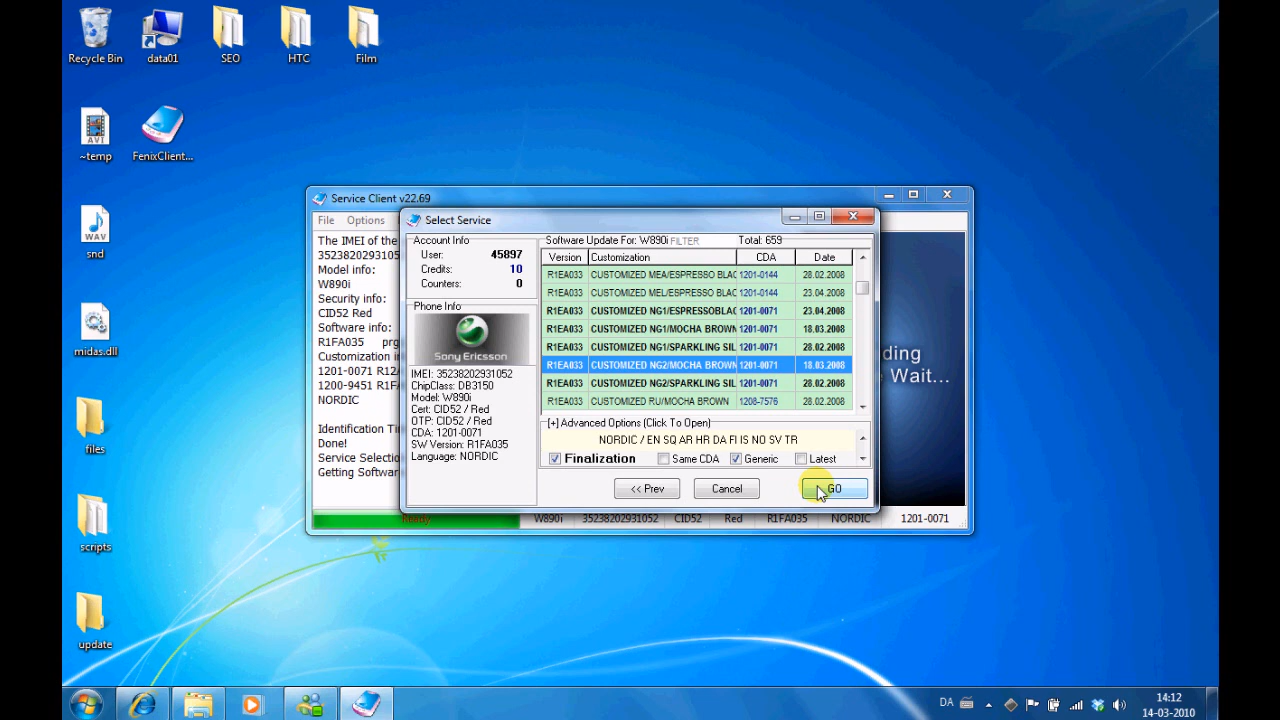 Recycle Bin
data01
SEO
HTC
Film
~temp
FenixClient...
snd
midas.dll
files
scripts
update
AVI
WAV
Service Client v22.69
File Options
The IMEI of the
35238202931052
Model info:
W890i
Security info:
CID52 Red
Software info:
R1FA035 prg
Customization in
1201-0071 R12
1200-9451 R1F
NORDIC
Identification Ti
Done!
Service Selectio
Getting Softwar
ding
Wait...
Select Service
Account Info
User: 45897
Credits: 10
Counters: 0
Phone Info
Sony Ericsson
IMEI: 35238202931052
ChipClass: DB3150
Model: W890i
Cert: CID52 / Red
OTP: CID52 / Red
CDA: 1201-0071
SW Version: R1FA035
Language: NORDIC
Software Update For: W890i FILTER Total: 659
Version Customization CDA Date
R1EA033 CUSTOMIZED MEA/ESPRESSO BLAC 1201-0144 28.02.2008
R1EA033 CUSTOMIZED MEL/ESPRESSO BLAC 1201-0144 23.04.2008
R1EA033 CUSTOMIZED NG1/ESPRESSOBLAC 1201-0071 23.04.2008
R1EA033 CUSTOMIZED NG1/MOCHA BROWN 1201-0071 18.03.2008
R1EA033 CUSTOMIZED NG1/SPARKLING SIL 1201-0071 28.02.2008
R1EA033 CUSTOMIZED NG2/MOCHA BROWN 1201-0071 18.03.2008
R1EA033 CUSTOMIZED NG2/SPARKLING SIL 1201-0071 28.02.2008
R1EA033 CUSTOMIZED RU/MOCHA BROWN 1208-7576 28.02.2008
[+] Advanced Options (Click To Open)
NORDIC / EN SQ AR HR DA FI IS NO SV TR
Finalization Same CDA Generic Latest
<< Prev Cancel GO
Ready W890i 35238202931052 CID52 Red R1FA035 NORDIC 1201-0071
DA
14:12
14-03-2010